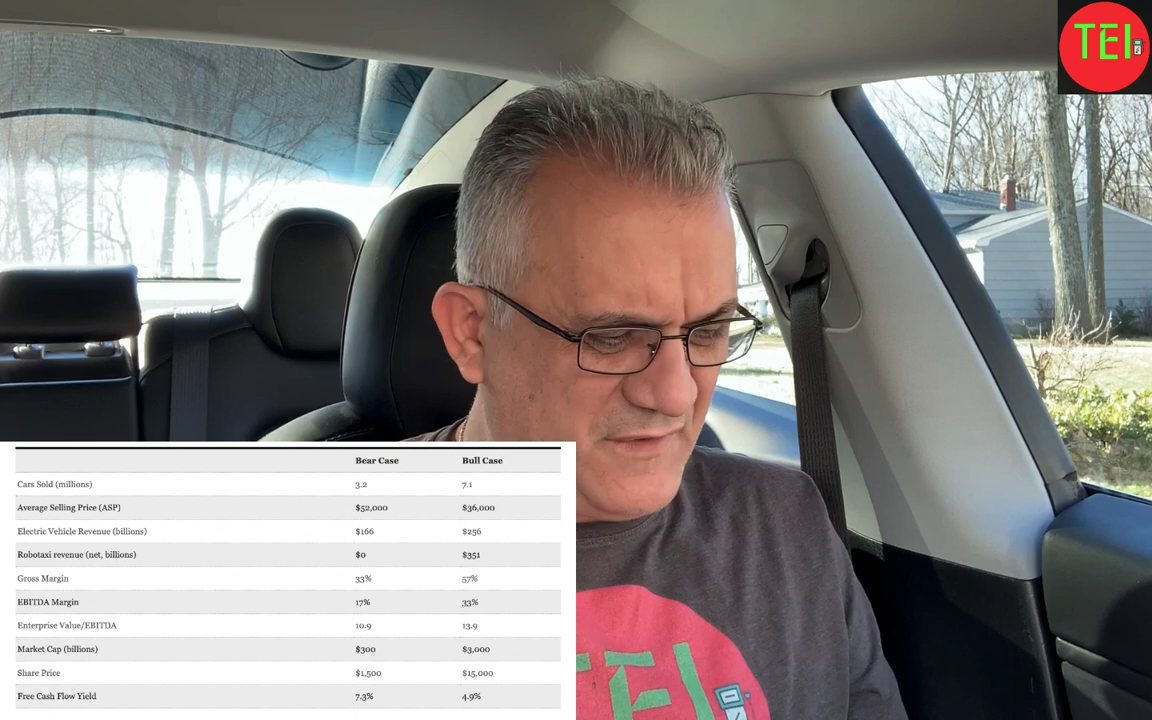 TEI
Bear Case Bull Case
Cars Sold (millions) 3.2 7.1
Average Selling Price (ASP) $52,000 $36,000
Electric Vehicle Revenue (billions) $166 $256
Robotaxi revenue (net, billions) $0 $351
Gross Margin 33% 57%
EBITDA Margin 17% 33%
Enterprise Value/EBITDA 10.9 13.9
Market Cap (billions) $300 $3,000
Share Price $1,500 $15,000
Free Cash Flow Yield 7.3% 4.9%
TEI